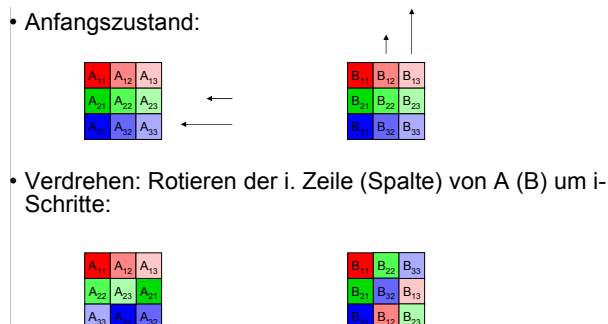 • Anfangszustand:
A11 A12 A13
A21 A22 A23
A31 A32 A33
B11 B12 B13
B21 B22 B23
B31 B32 B33
• Verdrehen: Rotieren der i. Zeile (Spalte) von A (B) um i-
Schritte:
A11 A12 A13
A22 A23 A21
A33 A31 A32
B11 B22 B33
B21 B32 B13
B31 B12 B23